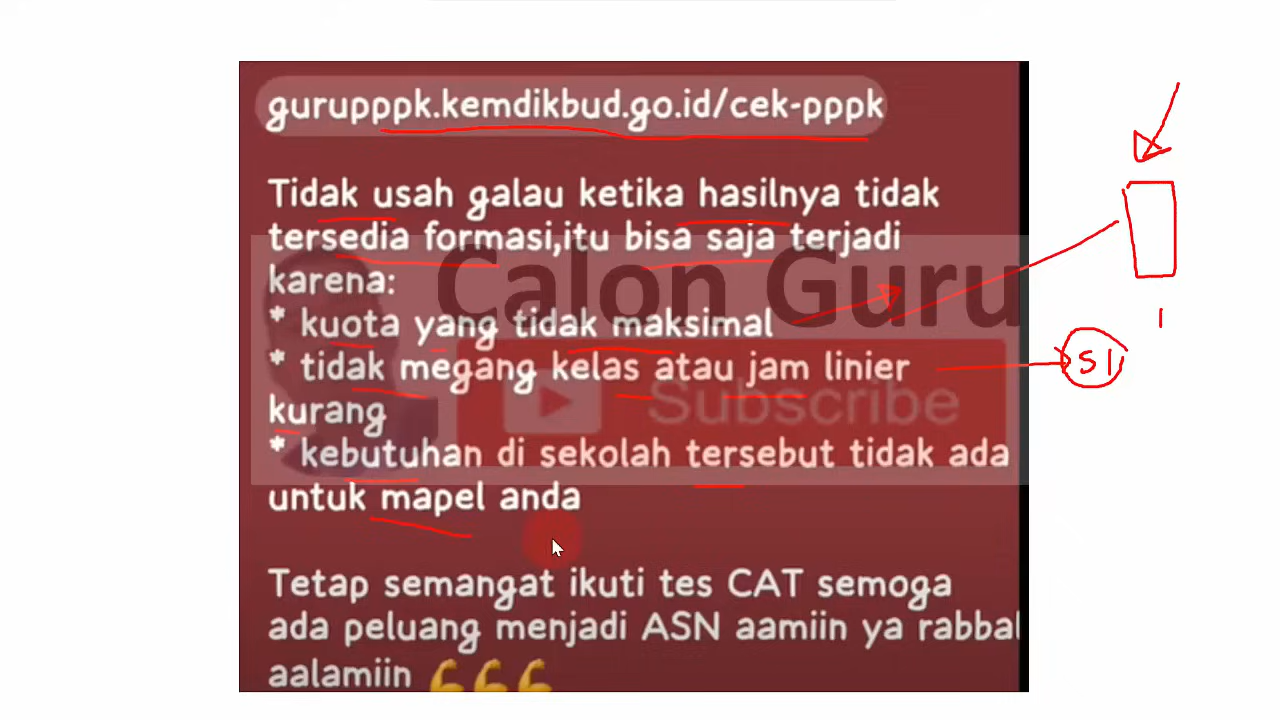 gurupppk.kemdikbud.go.id/cek-pppk
Tidak usah galau ketika hasilnya tidak
tersedia formasi,itu bisa saja terjadi
karena:
* kuota yang tidak maksimal
* tidak megang kelas atau jam linier
kurang
* kebutuhan di sekolah tersebut tidak ada
untuk mapel anda
Tetap semangat ikuti tes CAT semoga
ada peluang menjadi ASN aamiin ya rabbal
aalamiin
Calon Guru
Subscribe
1
S1